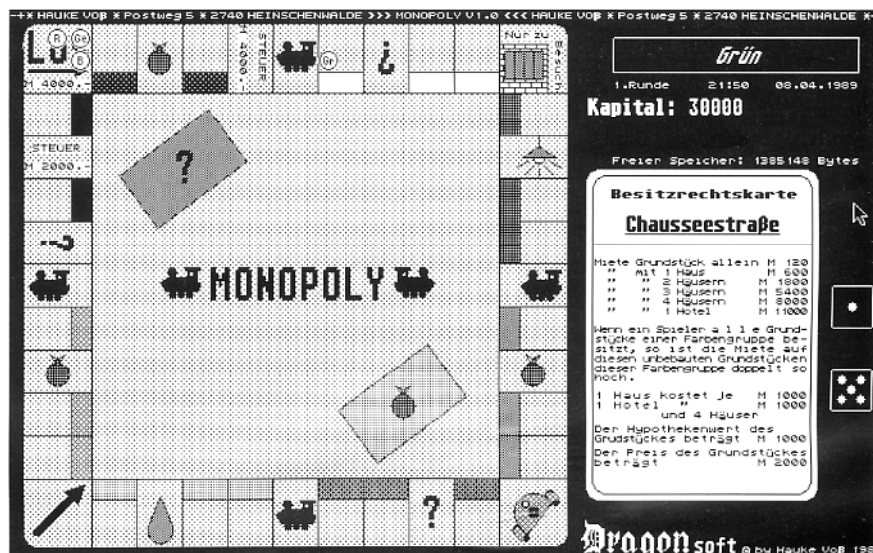 -+* HAUKE VOß * Postweg 5 * 2740 HEINSCHENWALDE >>> MONOPOLY V1.0 <<< HAUKE VOß * Postweg 5 * 2740 HEINSCHENWALDE *-
Lo
R
Ge
B
M 4000.-
STEUER
M 4000.-
Gr
¿
Nur zu
Besuch
STEUER
M 2000.-
?
?
MONOPOLY
?
Grün
1.Runde 21:50 08.04.1989
Kapital: 30000
Freier Speicher: 1385148 Bytes
Besitzrechtskarte
Chausseestraße
Miete Grundstück allein M 120
" mit 1 Haus M 600
" " 2 Häusern M 1800
" " 3 Häusern M 5400
" " 4 Häusern M 8000
" " 1 Hotel M 11000
Wenn ein Spieler a l l e Grund-
stücke einer Farbengruppe be-
sitzt, so ist die Miete auf
diesen unbebauten Grundstücken
dieser Farbengruppe doppelt so
hoch.
1 Haus kostet je M 1000
1 Hotel " M 1000
und 4 Häuser
Der Hypothekenwert des
Grudstückes beträgt M 1000
Der Preis des Grundstückes
beträgt M 2000
Dragon soft © by Hauke Voß